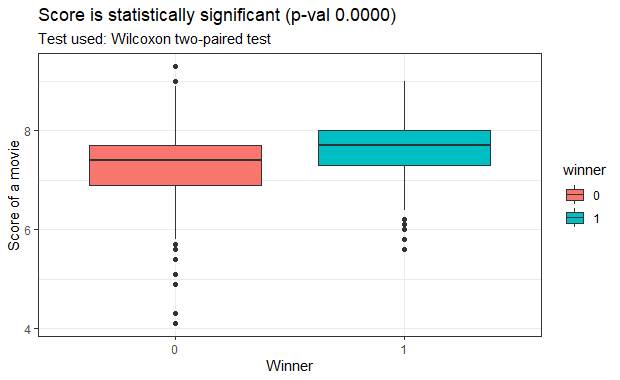 Score is statistically significant (p-val 0.0000)
Test used: Wilcoxon two-paired test
Score of a movie
8
6
4
0
1
Winner
winner
0
1